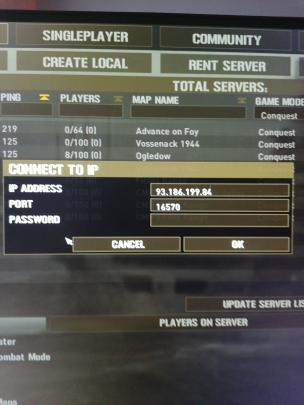 SINGLEPLAYER COMMUNITY
CREATE LOCAL RENT SERVER
TOTAL SERVERS:
PING PLAYERS MAP NAME GAME MODE
Conquest
219 0/64 (0) Advance on Foy Conquest
125 0/100 (0) Vossenack 1944 Conquest
125 8/100 (0) Ogledow Conquest
CONNECT TO IP
IP ADDRESS 93.186.199.84
PORT 16570
PASSWORD
CANCEL OK
UPDATE SERVER LIS
PLAYERS ON SERVER
ater
ombat Mode
Maps